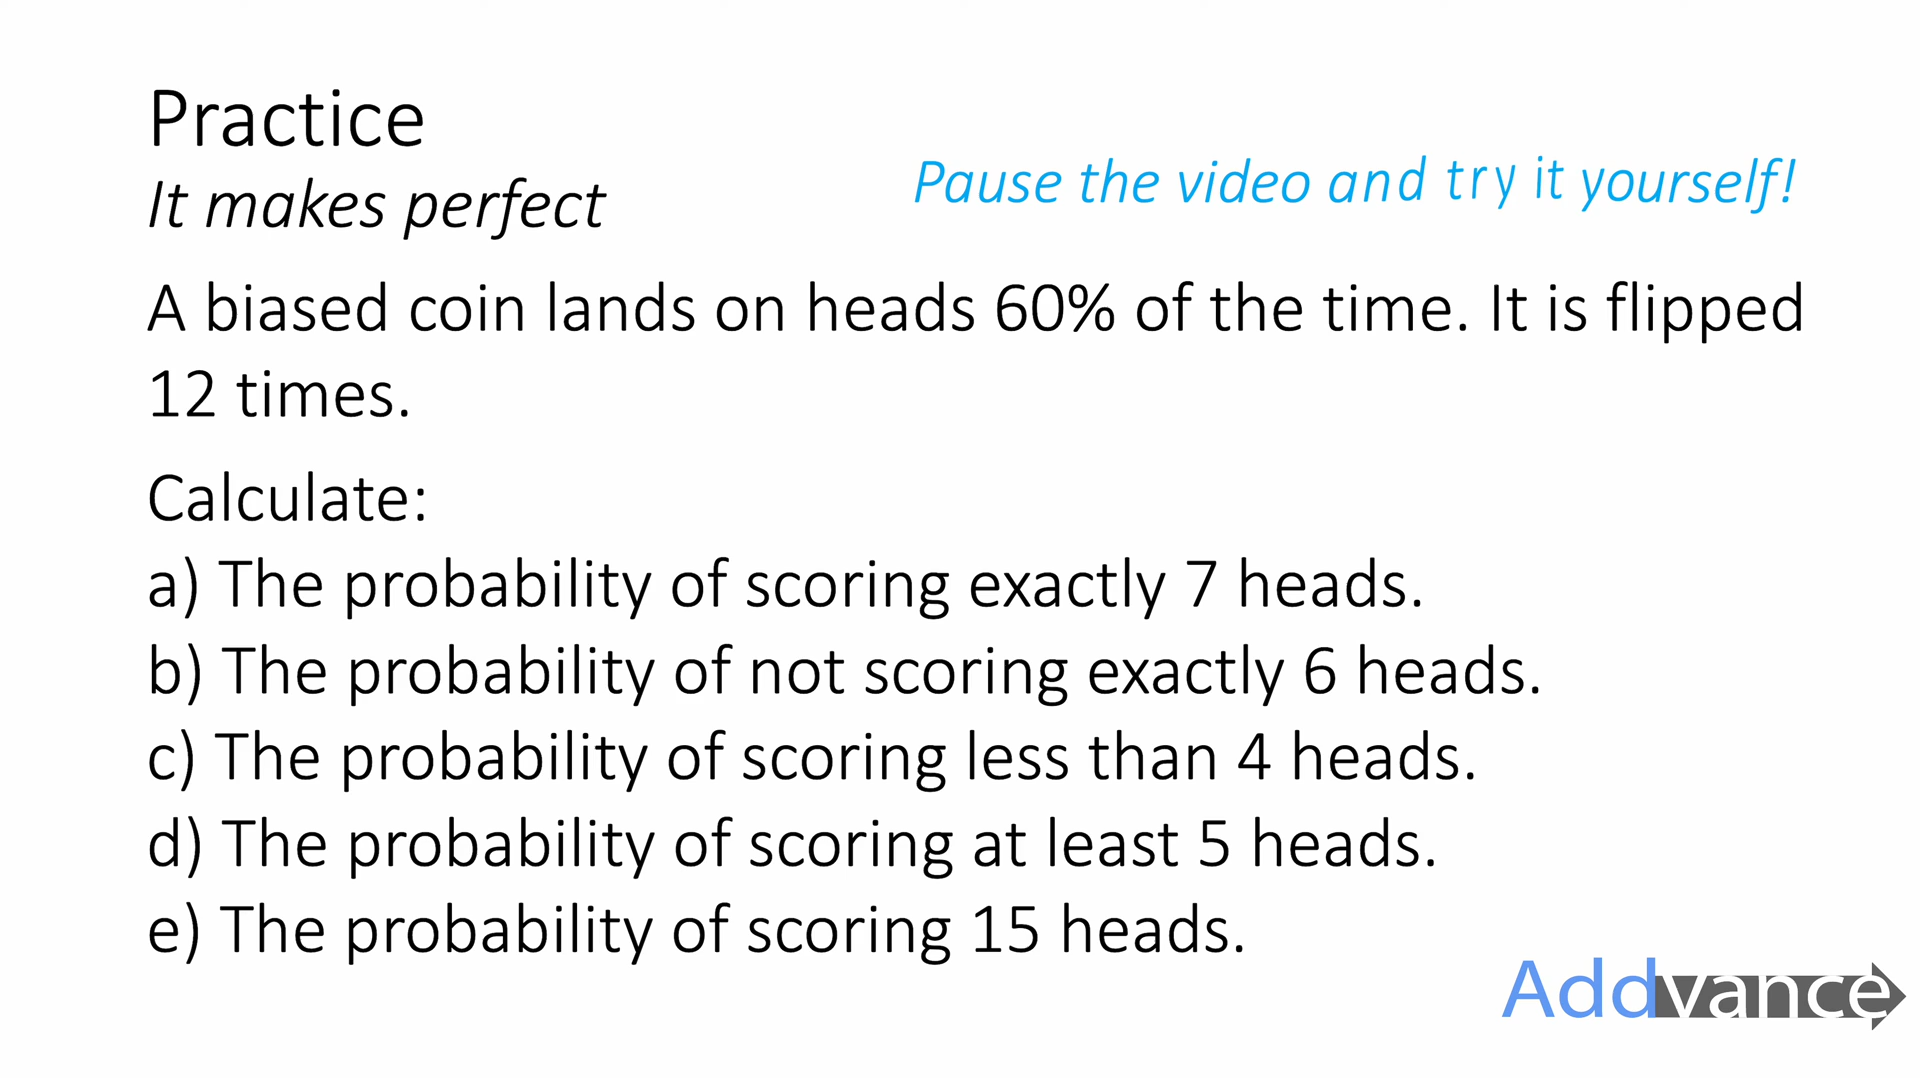 Practice
It makes perfect
Pause the video and try it yourself!
A biased coin lands on heads 60% of the time. It is flipped
12 times.
Calculate:
a) The probability of scoring exactly 7 heads.
b) The probability of not scoring exactly 6 heads.
c) The probability of scoring less than 4 heads.
d) The probability of scoring at least 5 heads.
e) The probability of scoring 15 heads.
Addvance